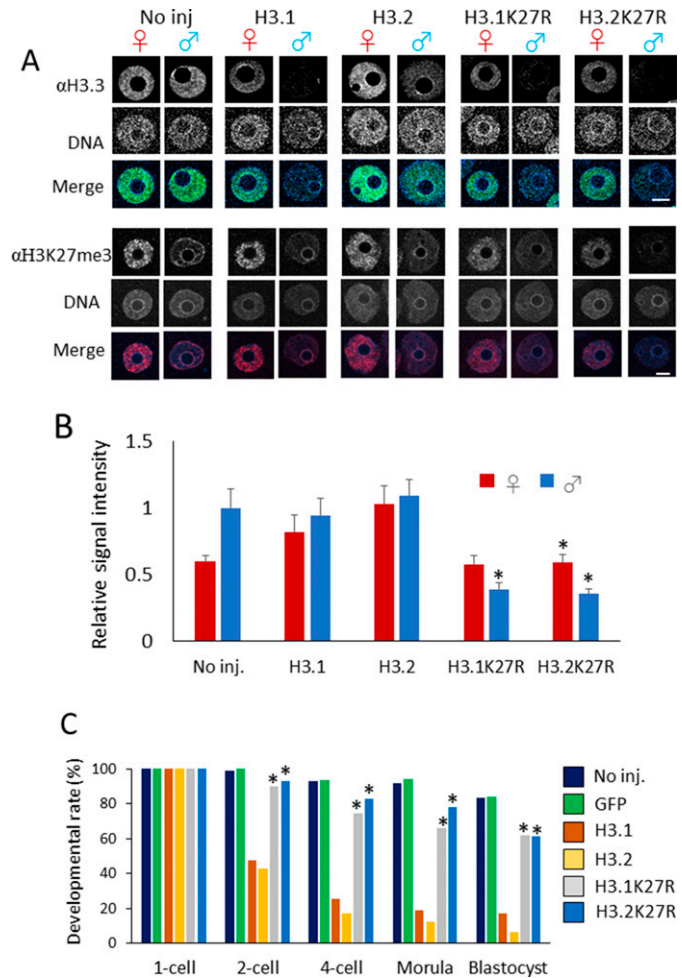 No inj H3.1 H3.2 H3.1K27R H3.2K27R
♀ ♂ ♀ ♂ ♀ ♂ ♀ ♂ ♀ ♂
A
αH3.3
DNA
Merge
αH3K27me3
DNA
Merge
B
Relative signal intensity
1.5
1
0.5
0
♀ ♂
* * *
No inj. H3.1 H3.2 H3.1K27R H3.2K27R
C
Developmental rate (%)
100
80
60
40
20
0
* * * * * * * *
1-cell 2-cell 4-cell Morula Blastocyst
No inj.
GFP
H3.1
H3.2
H3.1K27R
H3.2K27R